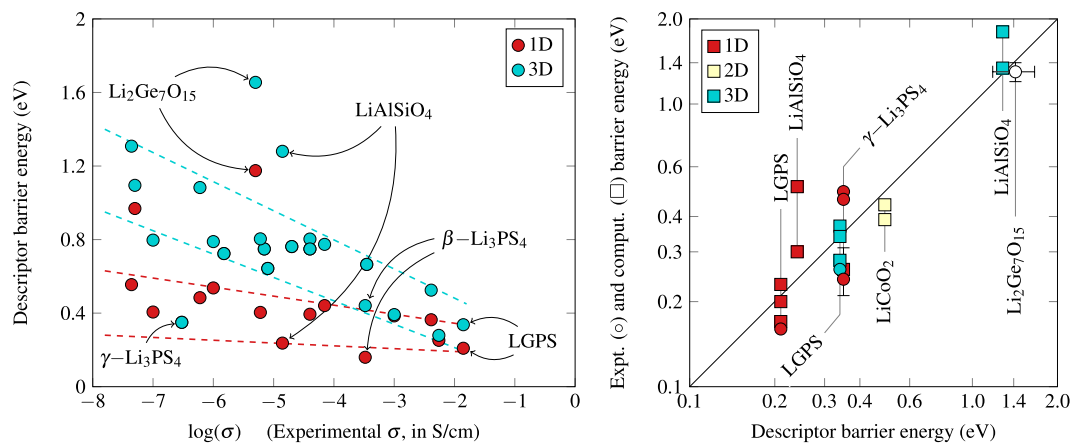 Descriptor barrier energy (eV)
2
1.6
1.2
0.8
0.4
0
1D
3D
Li2Ge7O15
LiAlSiO4
β−Li3PS4
γ−Li3PS4
LGPS
−8
−7
−6
−5
−4
−3
−2
−1
0
log(σ) (Experimental σ, in S/cm)
Expt. (○) and comput. (□) barrier energy (eV)
2.0
1.4
1.0
0.6
0.4
0.3
0.2
0.1
1D
2D
3D
LGPS
LiAlSiO4
γ−Li3PS4
LGPS
LiCoO2
LiAlSiO4
Li2Ge7O15
0.1
0.2
0.3
0.4
0.6
1.0
1.4
2.0
Descriptor barrier energy (eV)